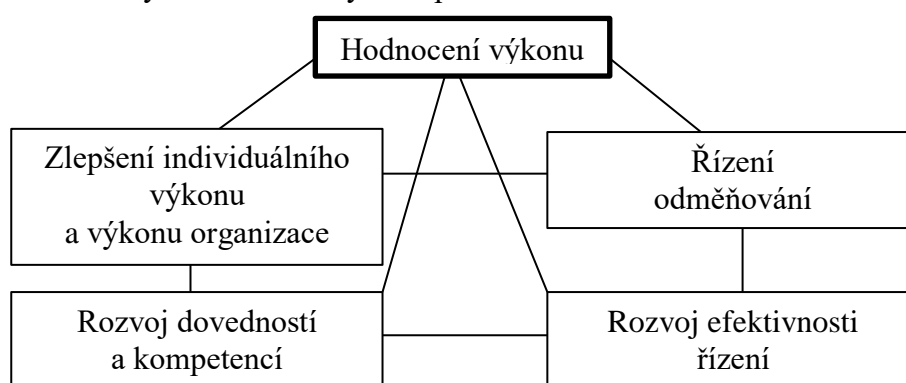 Hodnocení výkonu
Zlepšení individuálního
výkonu
a výkonu organizace
Řízení
odměňování
Rozvoj dovedností
a kompetencí
Rozvoj efektivnosti
řízení